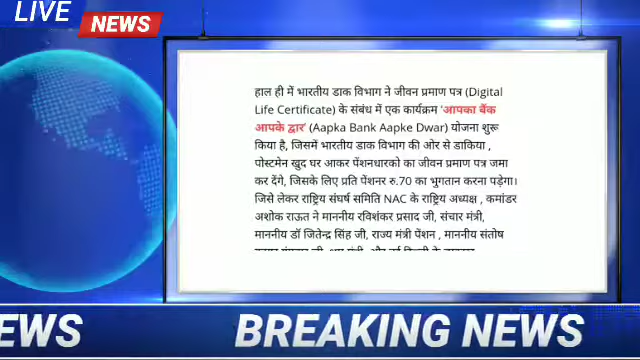 LIVE
NEWS
हाल ही में भारतीय डाक विभाग ने जीवन प्रमाण पत्र (Digital
Life Certificate) के संबंध में एक कार्यक्रम 'आपका बैंक
आपके द्वार' (Aapka Bank Aapke Dwar) योजना शुरू
किया है, जिसमें भारतीय डाक विभाग की ओर से डाकिया ,
पोस्टमेन खुद घर आकर पेंशनधारको का जीवन प्रमाण पत्र जमा
कर देंगे, जिसके लिए प्रति पेंशनर रु.70 का भुगतान करना पड़ेगा।
जिसे लेकर राष्ट्रिय संघर्ष समिति NAC के राष्ट्रिय अध्यक्ष , कमांडर
अशोक राऊत ने माननीय रविशंकर प्रसाद जी, संचार मंत्री,
माननीय डॉ जितेन्द्र सिंह जी, राज्य मंत्री पेंशन , माननीय संतोष
EWS
BREAKING NEWS